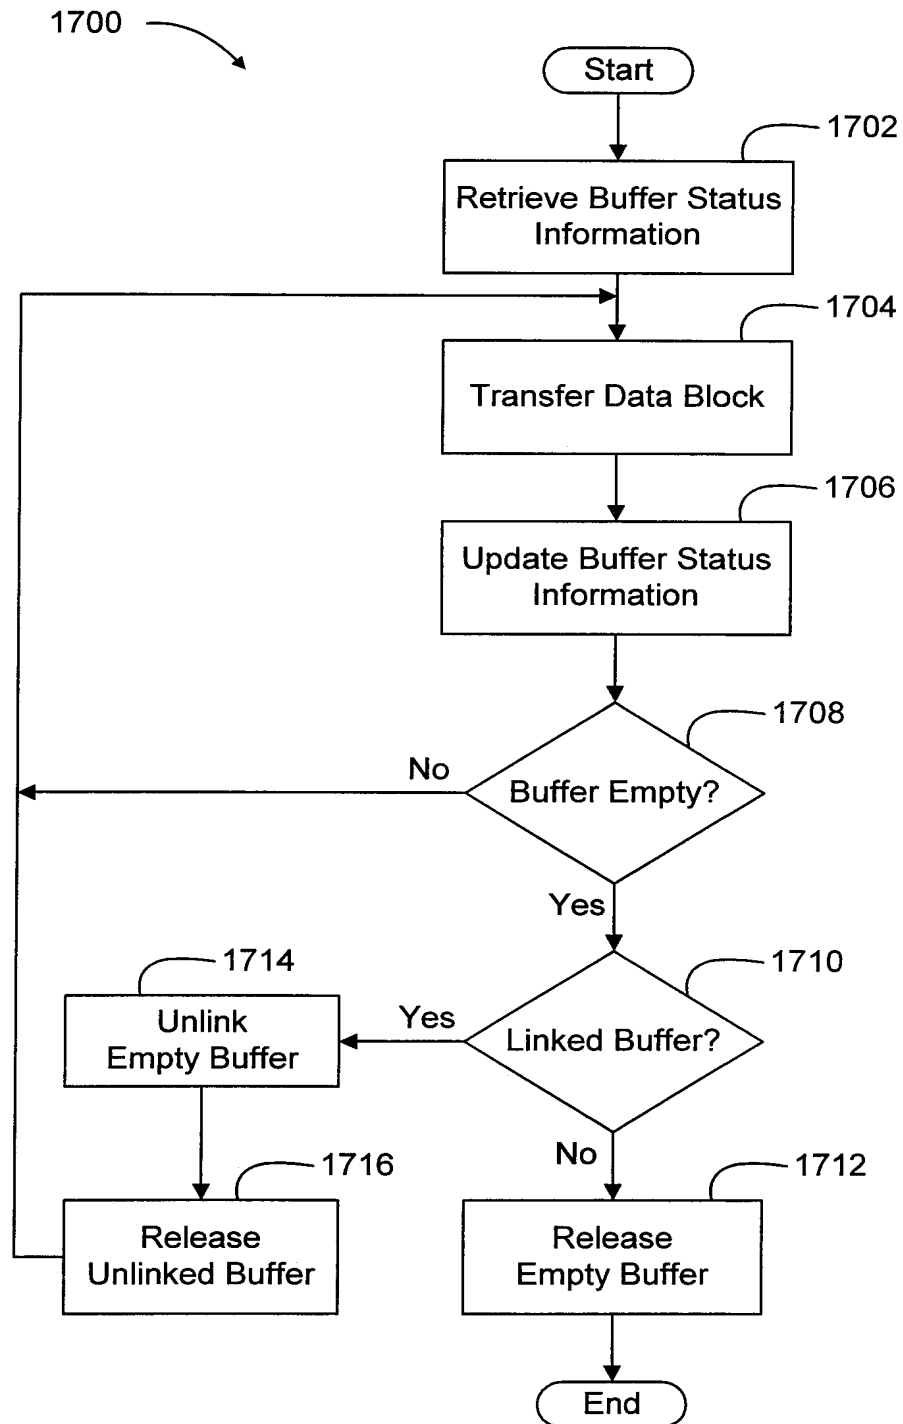 1700
Start
1702
Retrieve Buffer Status
Information
1704
Transfer Data Block
1706
Update Buffer Status
Information
1708
Buffer Empty?
No
Yes
1710
Linked Buffer?
Yes
1714
Unlink
Empty Buffer
No
1716
Release
Unlinked Buffer
1712
Release
Empty Buffer
End